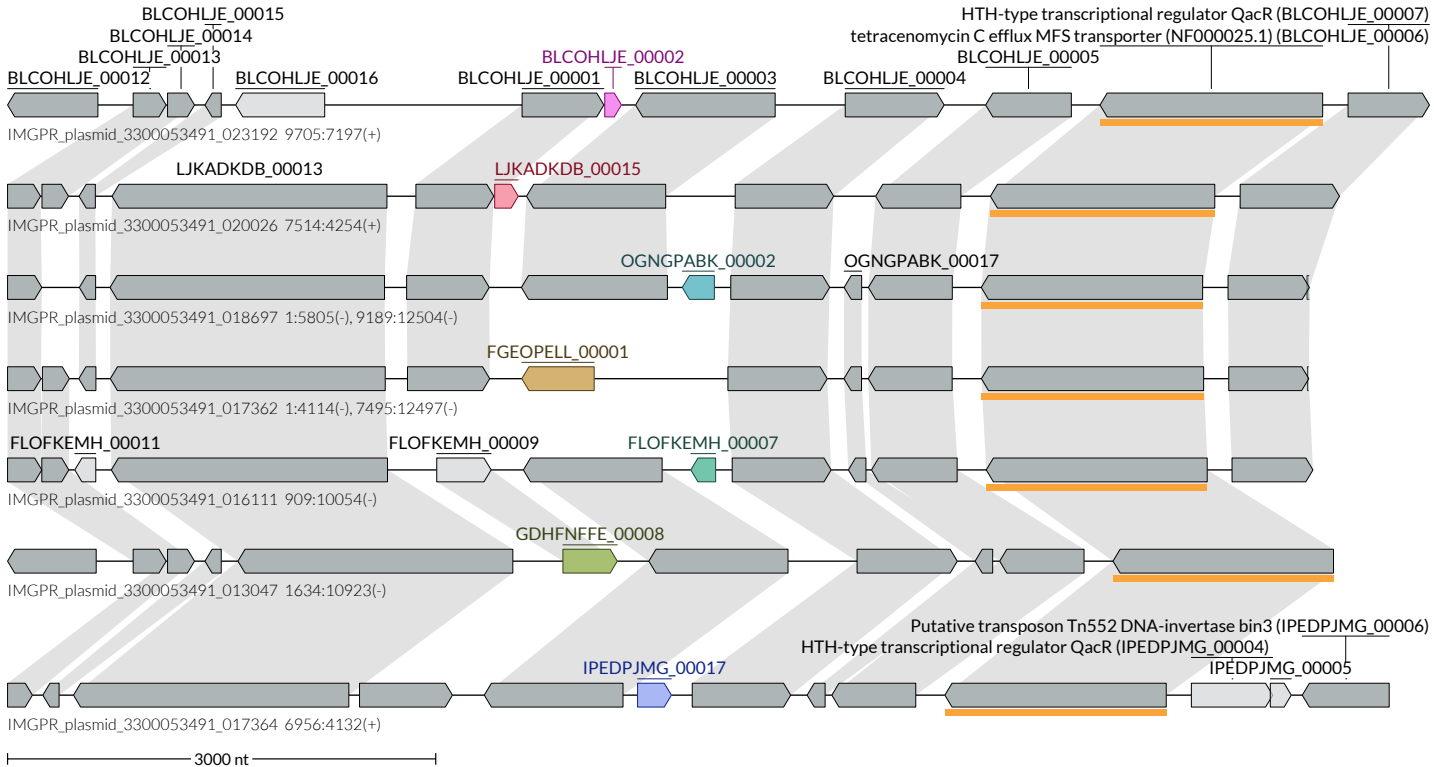 BLCOHLJE_00015
HTH-type transcriptional regulator QacR (BLCOHLJE_00007)
BLCOHLJE_00014
tetracenomycin C efflux MFS transporter (NF000025.1) (BLCOHLJE_00006)
BLCOHLJE_00013
BLCOHLJE_00002
BLCOHLJE_00005
BLCOHLJE_00012
BLCOHLJE_00016
BLCOHLJE_00001
BLCOHLJE_00003
BLCOHLJE_00004
IMGPR_plasmid_3300053491_023192 9705:7197(+)
LJKADKDB_00013
LJKADKDB_00015
IMGPR_plasmid_3300053491_020026 7514:4254(+)
OGNGPABK_00002
OGNGPABK_00017
IMGPR_plasmid_3300053491_018697 1:5805(-), 9189:12504(-)
FGEOPELL_00001
IMGPR_plasmid_3300053491_017362 1:4114(-), 7495:12497(-)
FLOFKEMH_00011
FLOFKEMH_00009
FLOFKEMH_00007
IMGPR_plasmid_3300053491_016111 909:10054(-)
GDHFNFFE_00008
IMGPR_plasmid_3300053491_013047 1634:10923(-)
Putative transposon Tn552 DNA-invertase bin3 (IPEDPJMG_00006)
HTH-type transcriptional regulator QacR (IPEDPJMG_00004)
IPEDPJMG_00017
IPEDPJMG_00005
IMGPR_plasmid_3300053491_017364 6956:4132(+)
3000 nt